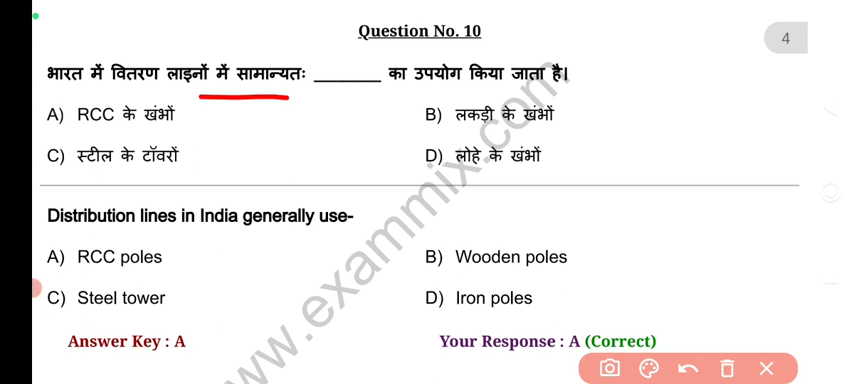 Question No. 10
4
भारत में वितरण लाइनों में सामान्यतः ________ का उपयोग किया जाता है।
A) RCC के खंभों
B) लकड़ी के खंभों
C) स्टील के टॉवरों
D) लोहे के खंभों
Distribution lines in India generally use-
A) RCC poles
B) Wooden poles
C) Steel tower
D) Iron poles
Answer Key : A
Your Response : A (Correct)
www.exammix.com